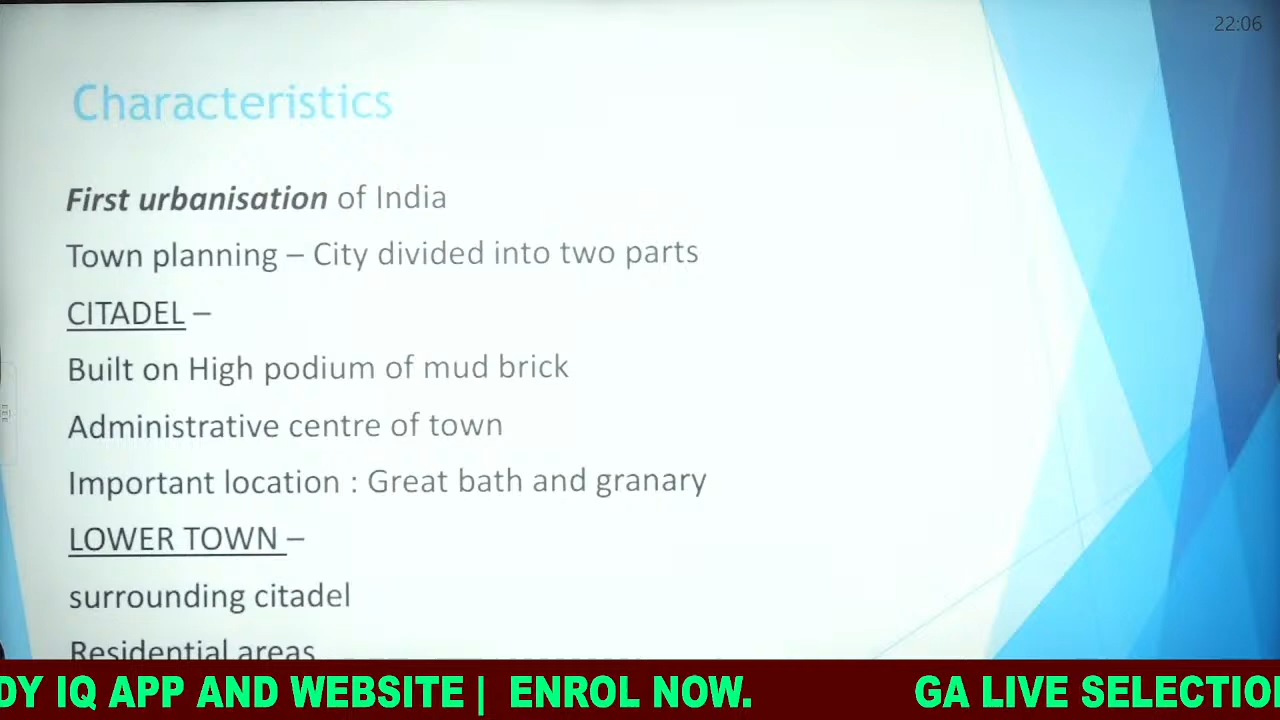 22:06
Characteristics
First urbanisation of India
Town planning – City divided into two parts
CITADEL –
Built on High podium of mud brick
Administrative centre of town
Important location : Great bath and granary
LOWER TOWN –
surrounding citadel
Residential areas
DY IQ APP AND WEBSITE | ENROL NOW. GA LIVE SELECTIO